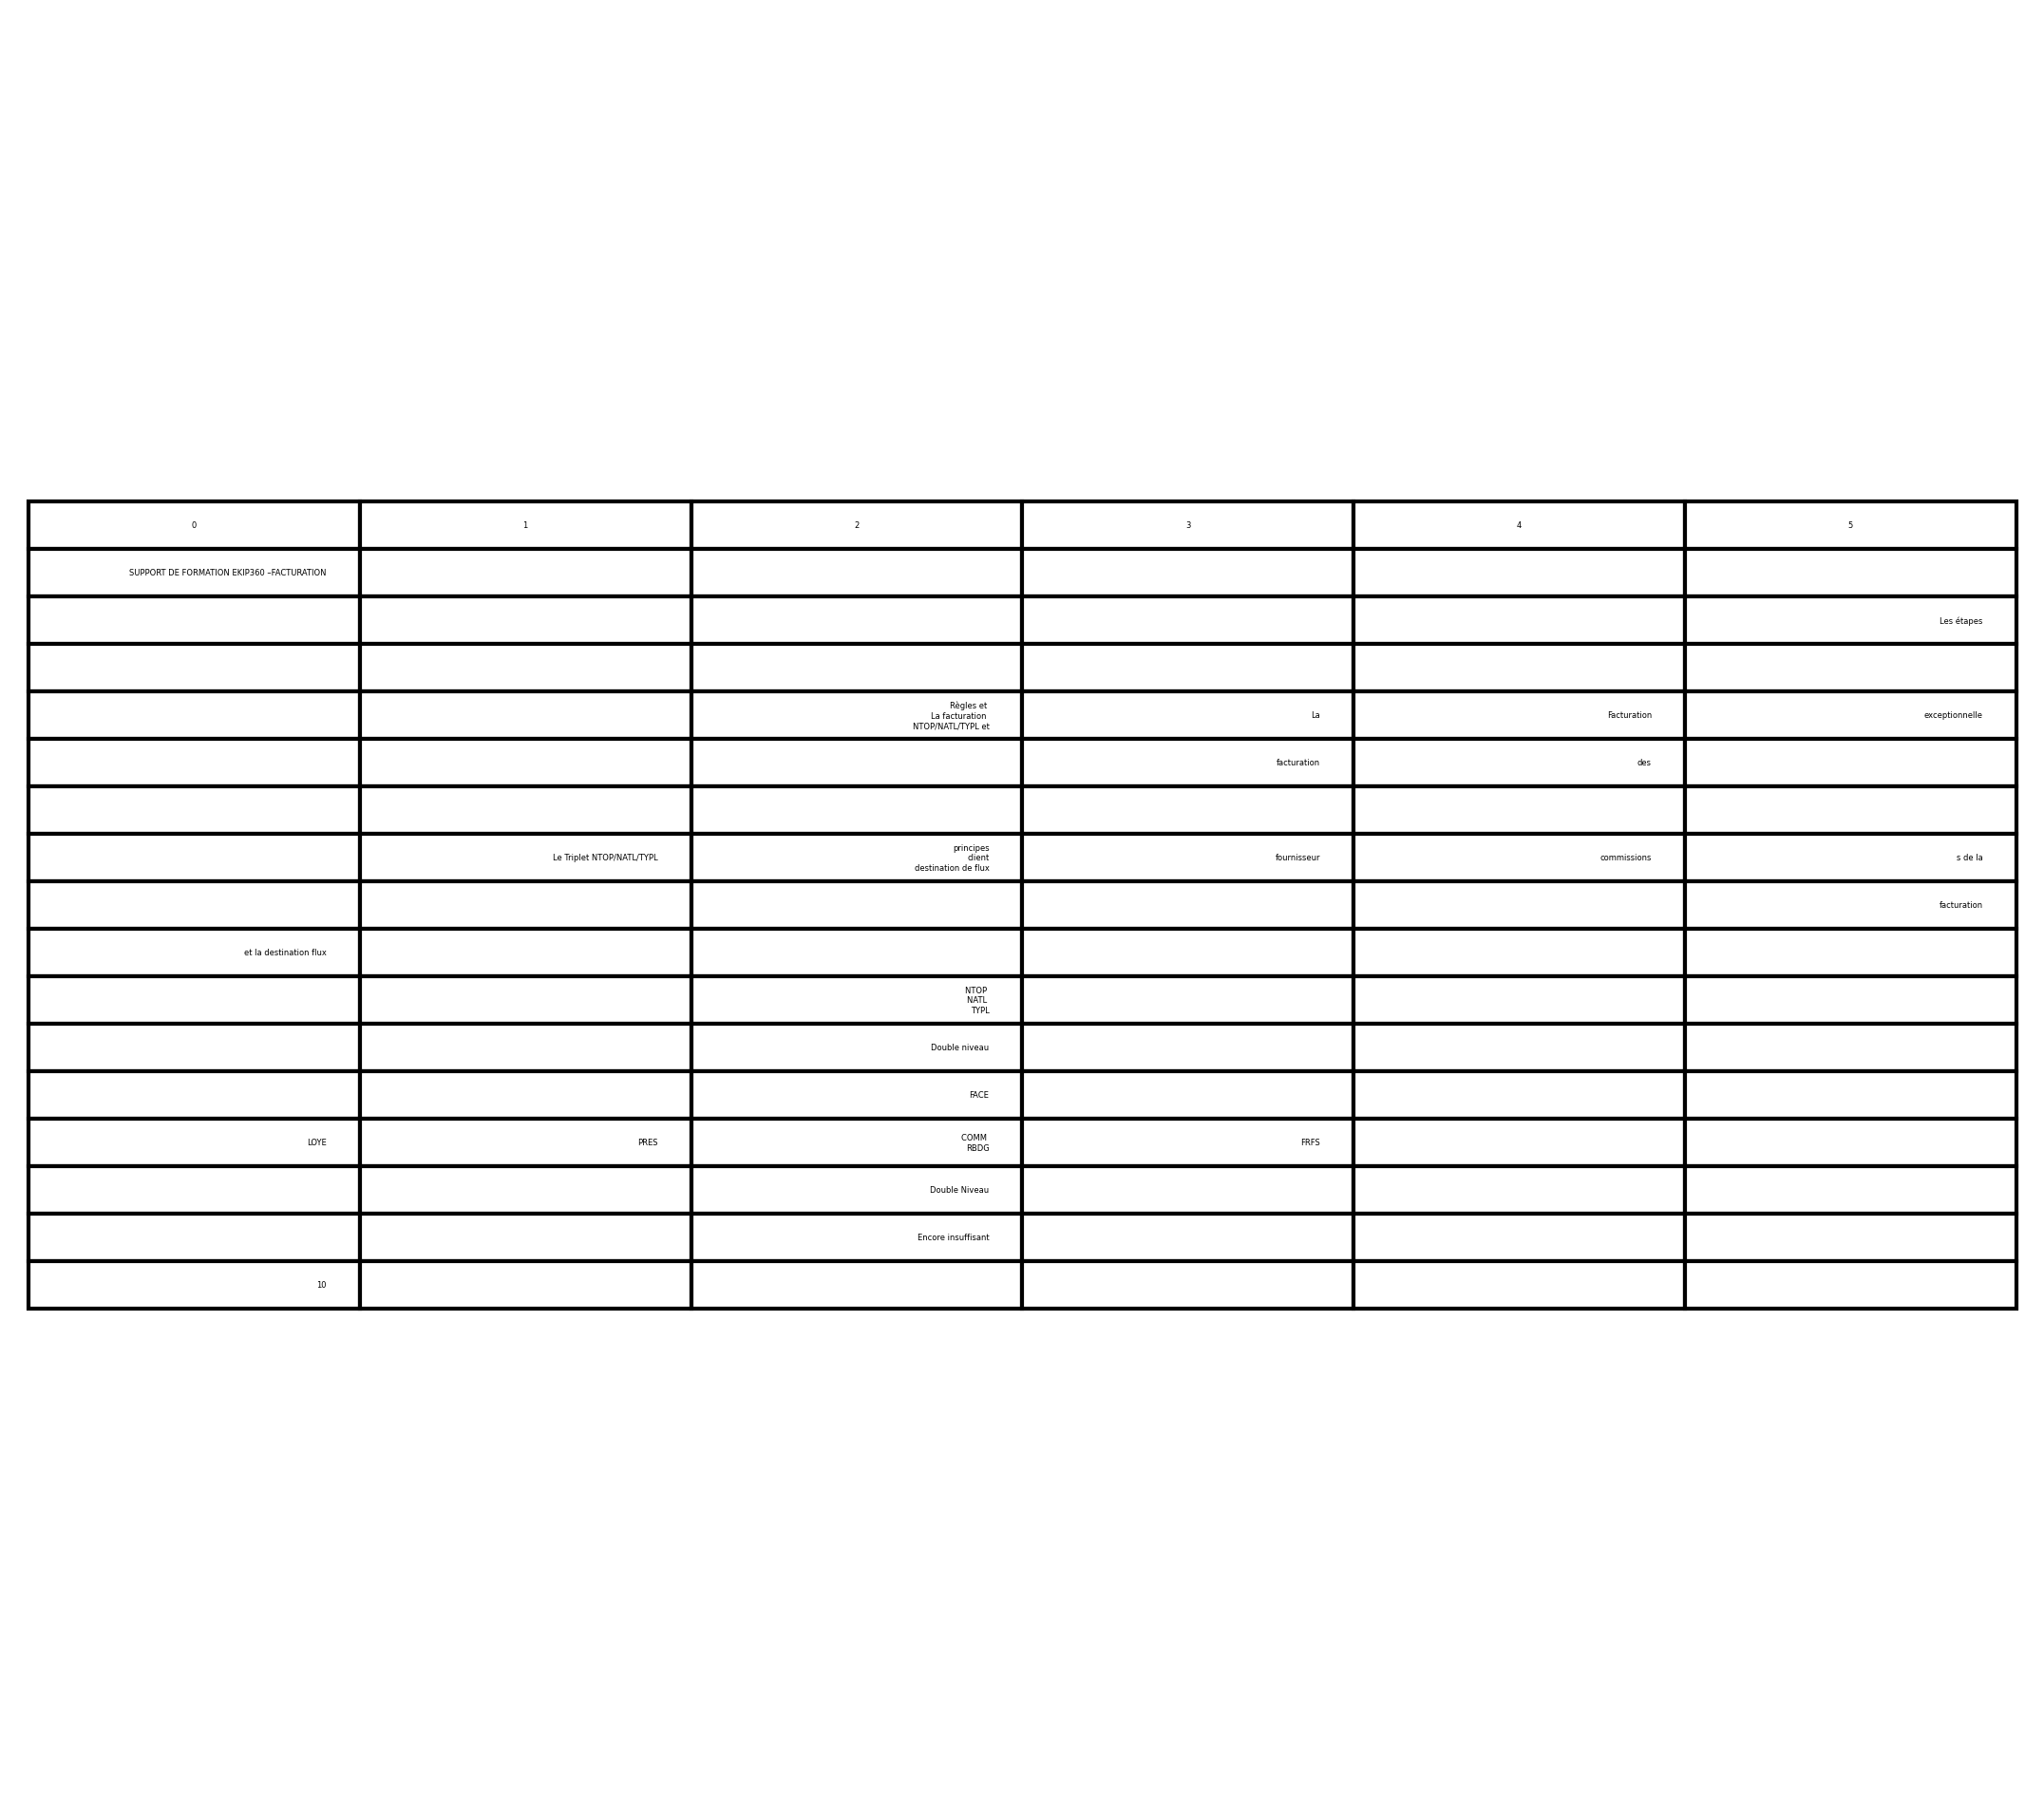 0 1 2 3 4 5
SUPPORT DE FORMATION EKIP360 –FACTURATION
Les étapes
Règles et
La facturation
NTOP/NATL/TYPL et
La
Facturation
exceptionnelle
facturation
des
Le Triplet NTOP/NATL/TYPL
principes
client
destination de flux
fournisseur
commissions
s de la
facturation
et la destination flux
NTOP
NATL
TYPL
Double niveau
FACE
LOYE
PRES
COMM
RBDG
FRFS
Double Niveau
Encore insuffisant
10